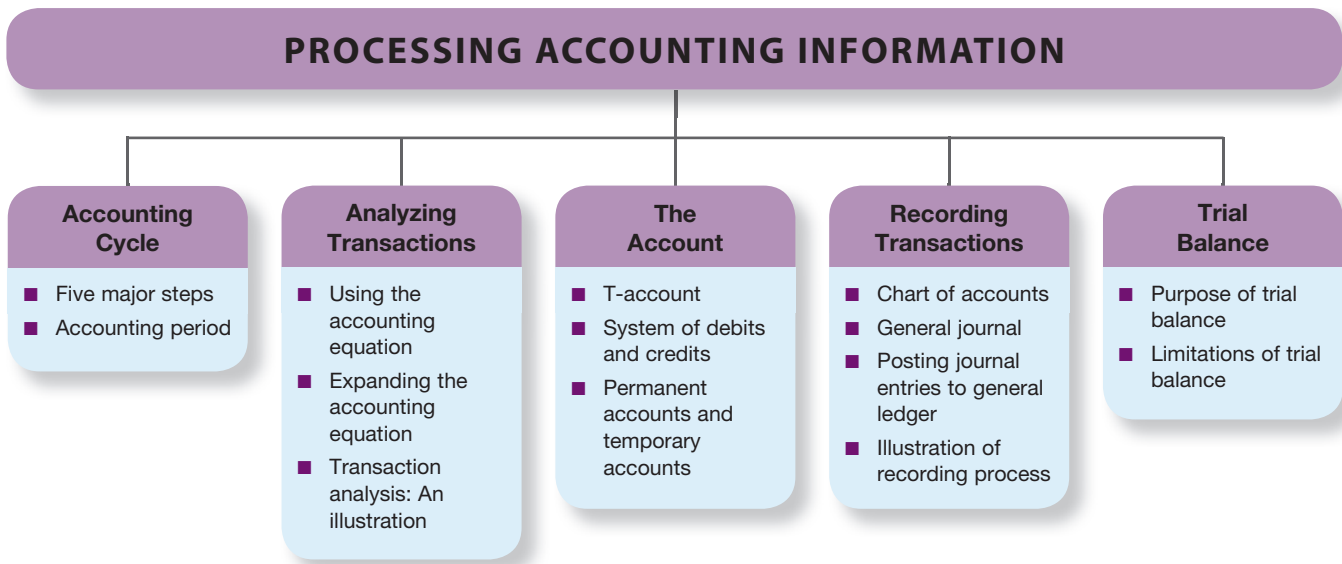 PROCESSING ACCOUNTING INFORMATION
Accounting
Cycle
■ Five major steps
■ Accounting period
Analyzing
Transactions
■ Using the
accounting
equation
■ Expanding the
accounting
equation
■ Transaction
analysis: An
illustration
The
Account
■ T-account
■ System of debits
and credits
■ Permanent
accounts and
temporary
accounts
Recording
Transactions
■ Chart of accounts
■ General journal
■ Posting journal
entries to general
ledger
■ Illustration of
recording process
Trial
Balance
■ Purpose of trial
balance
■ Limitations of trial
balance